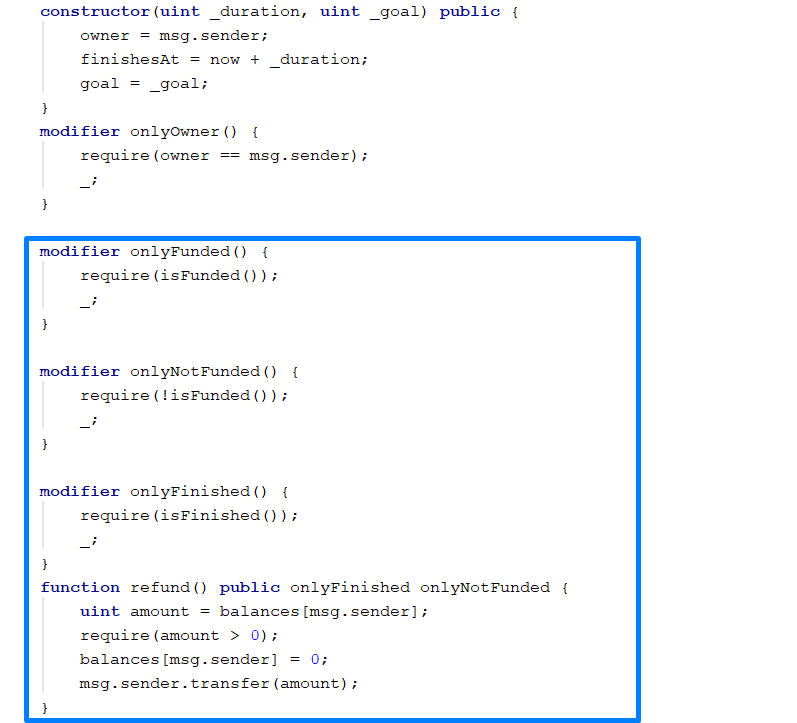 constructor(uint _duration, uint _goal) public {
owner = msg.sender;
finishesAt = now + _duration;
goal = _goal;
}
modifier onlyOwner() {
require(owner == msg.sender);
_;
}
modifier onlyFunded() {
require(isFunded());
_;
}
modifier onlyNotFunded() {
require(!isFunded());
_;
}
modifier onlyFinished() {
require(isFinished());
_;
}
function refund() public onlyFinished onlyNotFunded {
uint amount = balances[msg.sender];
require(amount > 0);
balances[msg.sender] = 0;
msg.sender.transfer(amount);
}